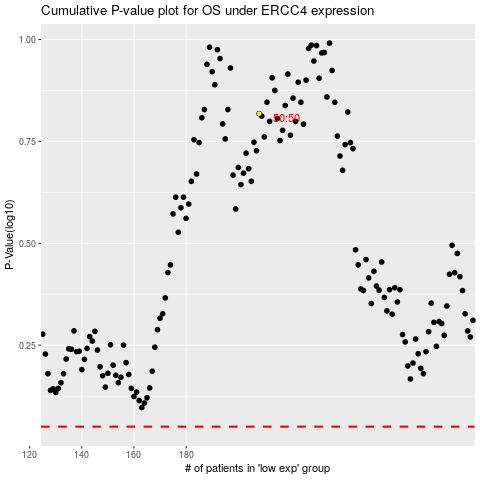 Cumulative P-value plot for OS under ERCC4 expression
P-Value(log10)
1.00
0.75
0.50
0.25
50:50
120 140 160 180
# of patients in 'low exp' group